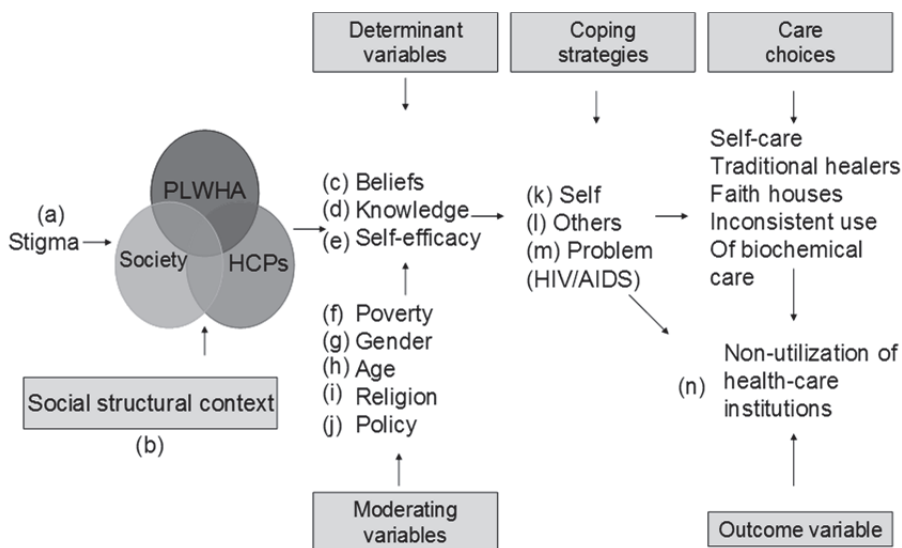 Determinant
variables
Coping
strategies
Care
choices
(a)
Stigma
PLWHA
Society
HCPs
Social structural context
(b)
(c) Beliefs
(d) Knowledge
(e) Self-efficacy
(f) Poverty
(g) Gender
(h) Age
(i) Religion
(j) Policy
Moderating
variables
(k) Self
(l) Others
(m) Problem
(HIV/AIDS)
Self-care
Traditional healers
Faith houses
Inconsistent use
Of biochemical
care
(n)
Non-utilization of
health-care
institutions
Outcome variable